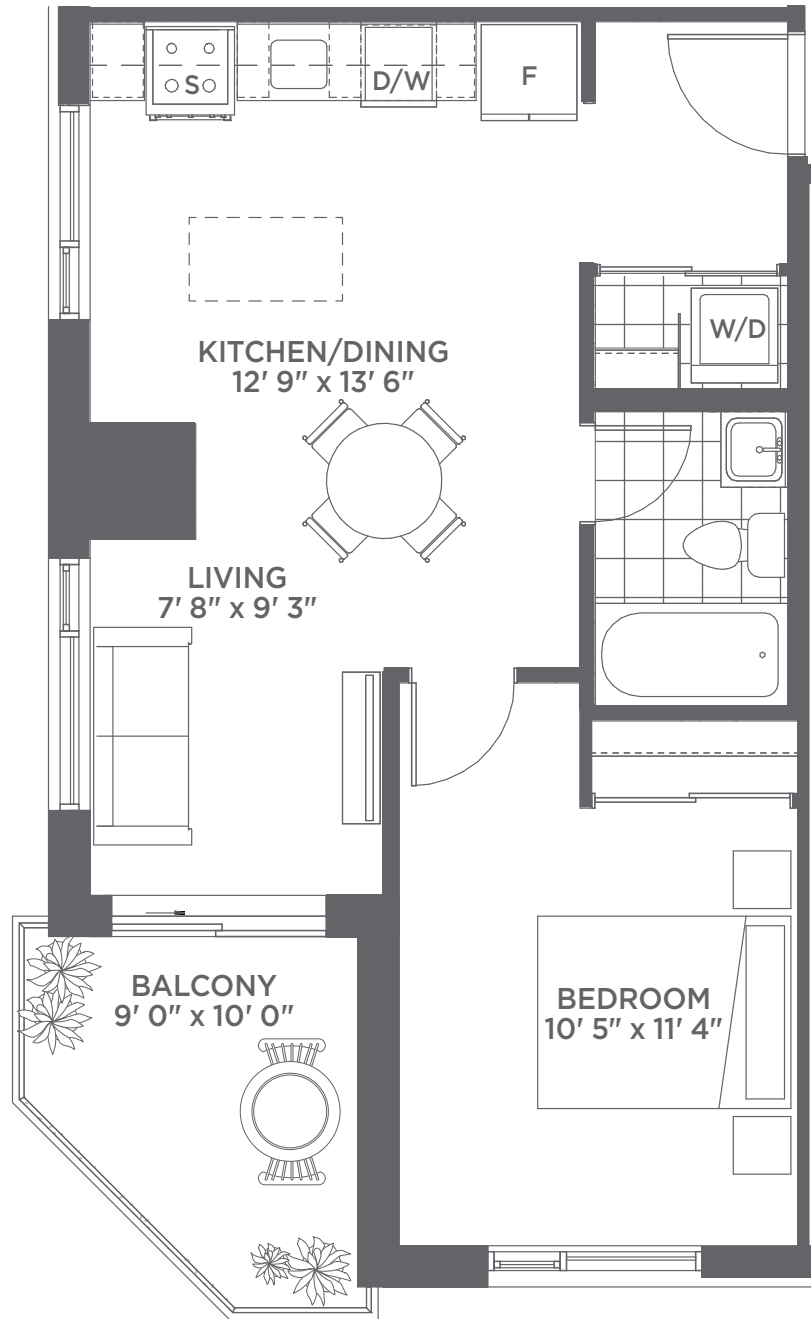 S
D/W
F
W/D
KITCHEN/DINING
12' 9" x 13' 6"
LIVING
7' 8" x 9' 3"
BALCONY
9' 0" x 10' 0"
BEDROOM
10' 5" x 11' 4"